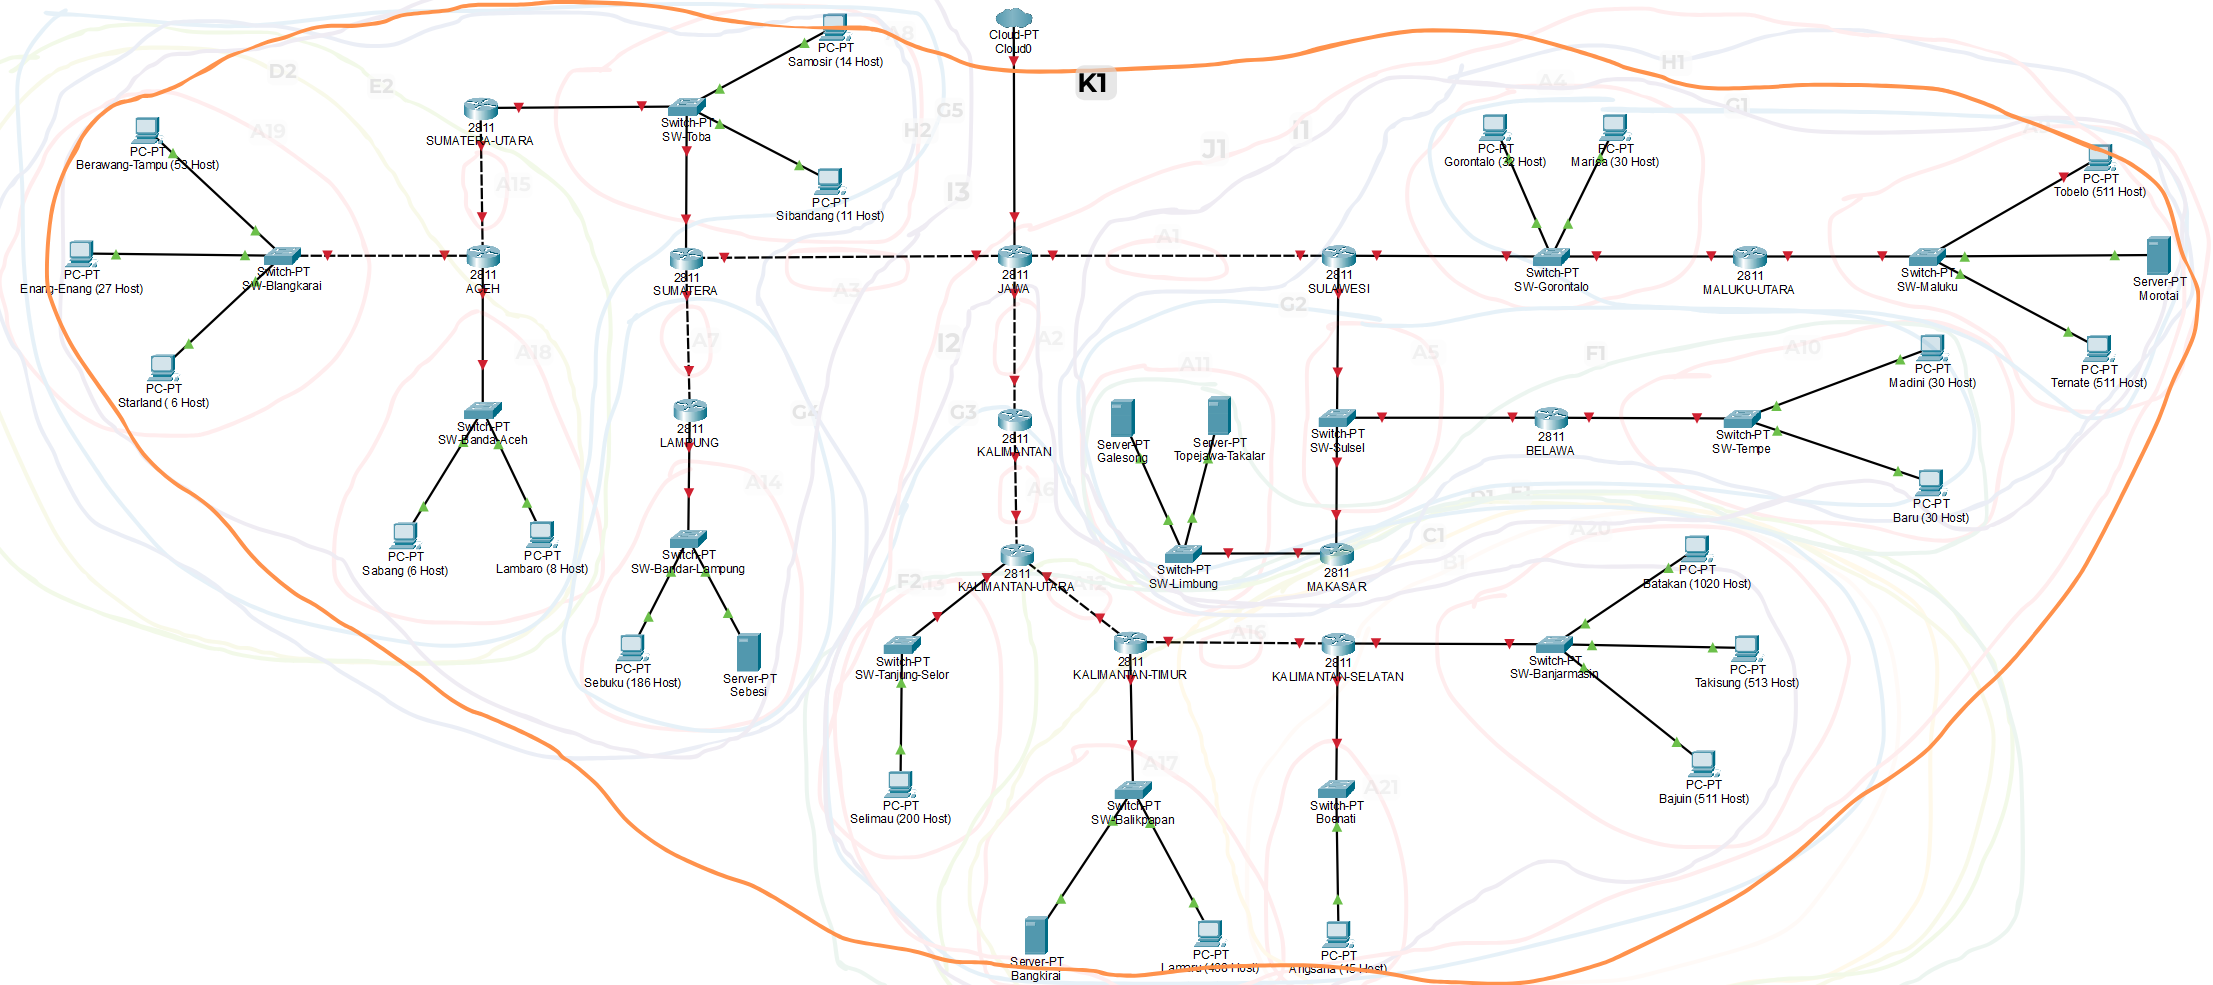 Cloud-PT
Cloud0
K1
A8
PC-PT
Samosir (14 Host)
D2
E2
H1
A4
G1
G5
H2
2811
SUMATERA-UTARA
Switch-PT
SW-Toba
A19
PC-PT
Berawang-Tampu (53 Host)
J1
i1
PC-PT
Gorontalo (32 Host)
PC-PT
Marisa (30 Host)
PC-PT
Tobelo (511 Host)
A15
I3
PC-PT
Sibandang (11 Host)
A1
PC-PT
Enang-Enang (27 Host)
Switch-PT
SW-Blangkarai
2811
ACEH
2811
SUMATERA
A3
2811
JAWA
2811
SULAWESI
G2
Switch-PT
SW-Gorontalo
2811
MALUKU-UTARA
Switch-PT
SW-Maluku
Server-PT
Morotai
A18
A7
I2
A2
A11
A5
F1
A10
PC-PT
Madini (30 Host)
PC-PT
Ternate (511 Host)
PC-PT
Starland ( 6 Host)
Switch-PT
SW-Banda-Aceh
2811
LAMPUNG
G4
G3
2811
KALIMANTAN
Server-PT
Galesong
Server-PT
Topejawa-Takalar
Switch-PT
SW-Sulsel
2811
BELAWA
Switch-PT
SW-Tempe
A14
A6
D1
E1
PC-PT
Baru (30 Host)
C1
A20
B1
PC-PT
Sabang (6 Host)
PC-PT
Lambaro (8 Host)
Switch-PT
SW-Bandar-Lampung
F2
A13
2811
KALIMANTAN-UTARA
A12
Switch-PT
SW-Limbung
2811
MAKASAR
PC-PT
Batakan (1020 Host)
A16
PC-PT
Sebuku (186 Host)
Server-PT
Sebesi
Switch-PT
SW-Tanjung-Selor
2811
KALIMANTAN-TIMUR
2811
KALIMANTAN-SELATAN
Switch-PT
SW-Banjarmasin
PC-PT
Takisung (513 Host)
A17
A21
PC-PT
Selimau (200 Host)
Switch-PT
SW-Balikpapan
Switch-PT
Boenati
PC-PT
Bajuin (511 Host)
Server-PT
Bangkirai
PC-PT
Lamaru (498 Host)
PC-PT
Angsana (15 Host)